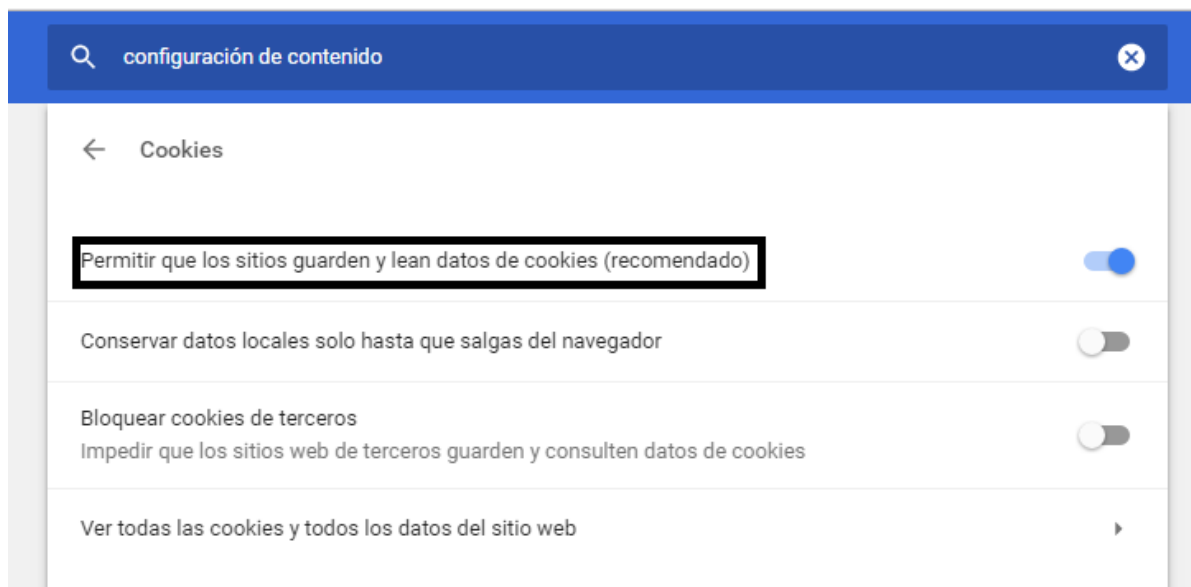 configuración de contenido
Cookies
Permitir que los sitios guarden y lean datos de cookies (recomendado)
Conservar datos locales solo hasta que salgas del navegador
Bloquear cookies de terceros
Impedir que los sitios web de terceros guarden y consulten datos de cookies
Ver todas las cookies y todos los datos del sitio web